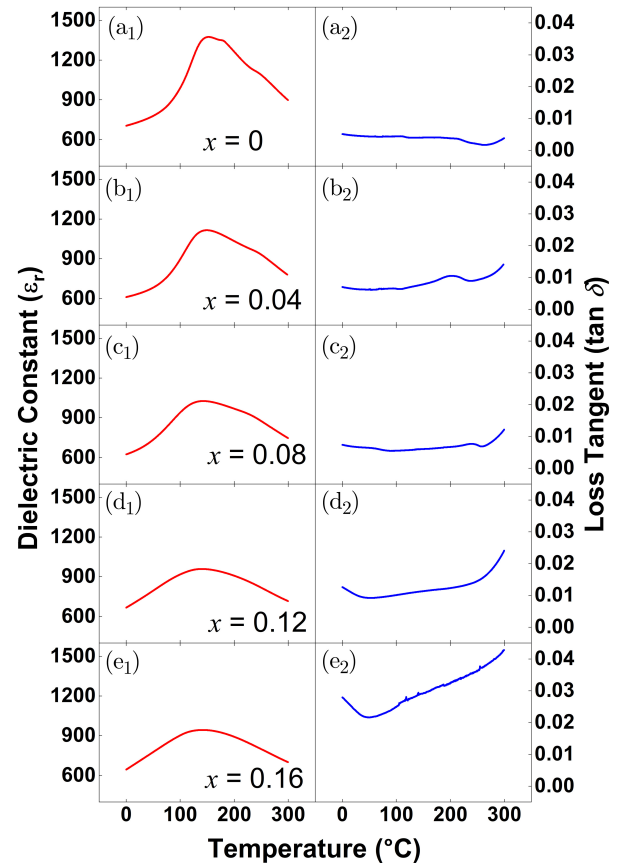 Dielectric Constant (εr)
(a1)
1500
1200
900
600
x = 0
(a2)
0.04
0.03
0.02
0.01
0.00
(b1)
1500
1200
900
600
x = 0.04
(b2)
0.04
0.03
0.02
0.01
0.00
(c1)
1500
1200
900
600
x = 0.08
(c2)
0.04
0.03
0.02
0.01
0.00
(d1)
1500
1200
900
600
x = 0.12
(d2)
0.04
0.03
0.02
0.01
0.00
(e1)
1500
1200
900
600
x = 0.16
(e2)
0.04
0.03
0.02
0.01
0.00
Loss Tangent (tan δ)
0 100 200 300 0 100 200 300
Temperature (°C)